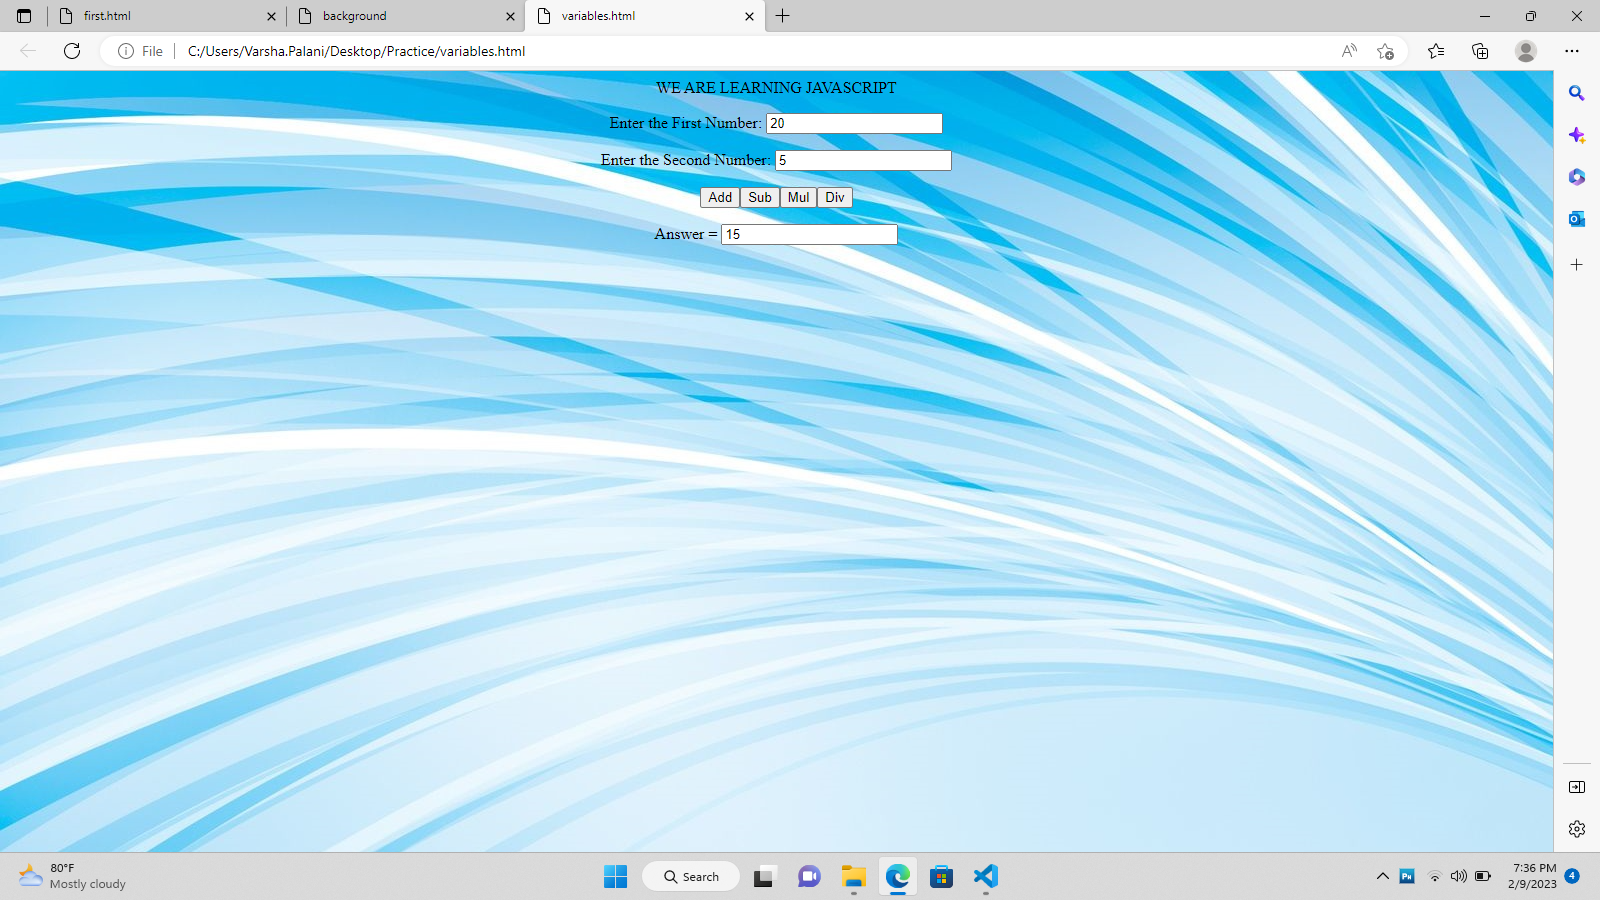 first.html
background
variables.html
File
C:/Users/Varsha.Palani/Desktop/Practice/variables.html
WE ARE LEARNING JAVASCRIPT
Enter the First Number: 20
Enter the Second Number: 5
Add Sub Mul Div
Answer = 15
80°F
Mostly cloudy
Search
7:36 PM
2/9/2023
4